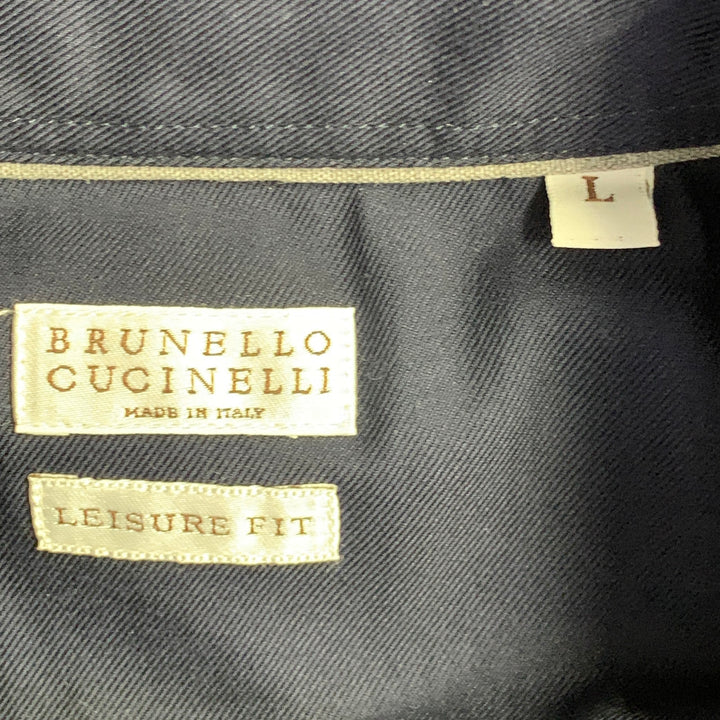 L
BRUNELLO
CUCINELLI
MADE IN ITALY
LEISURE FIT